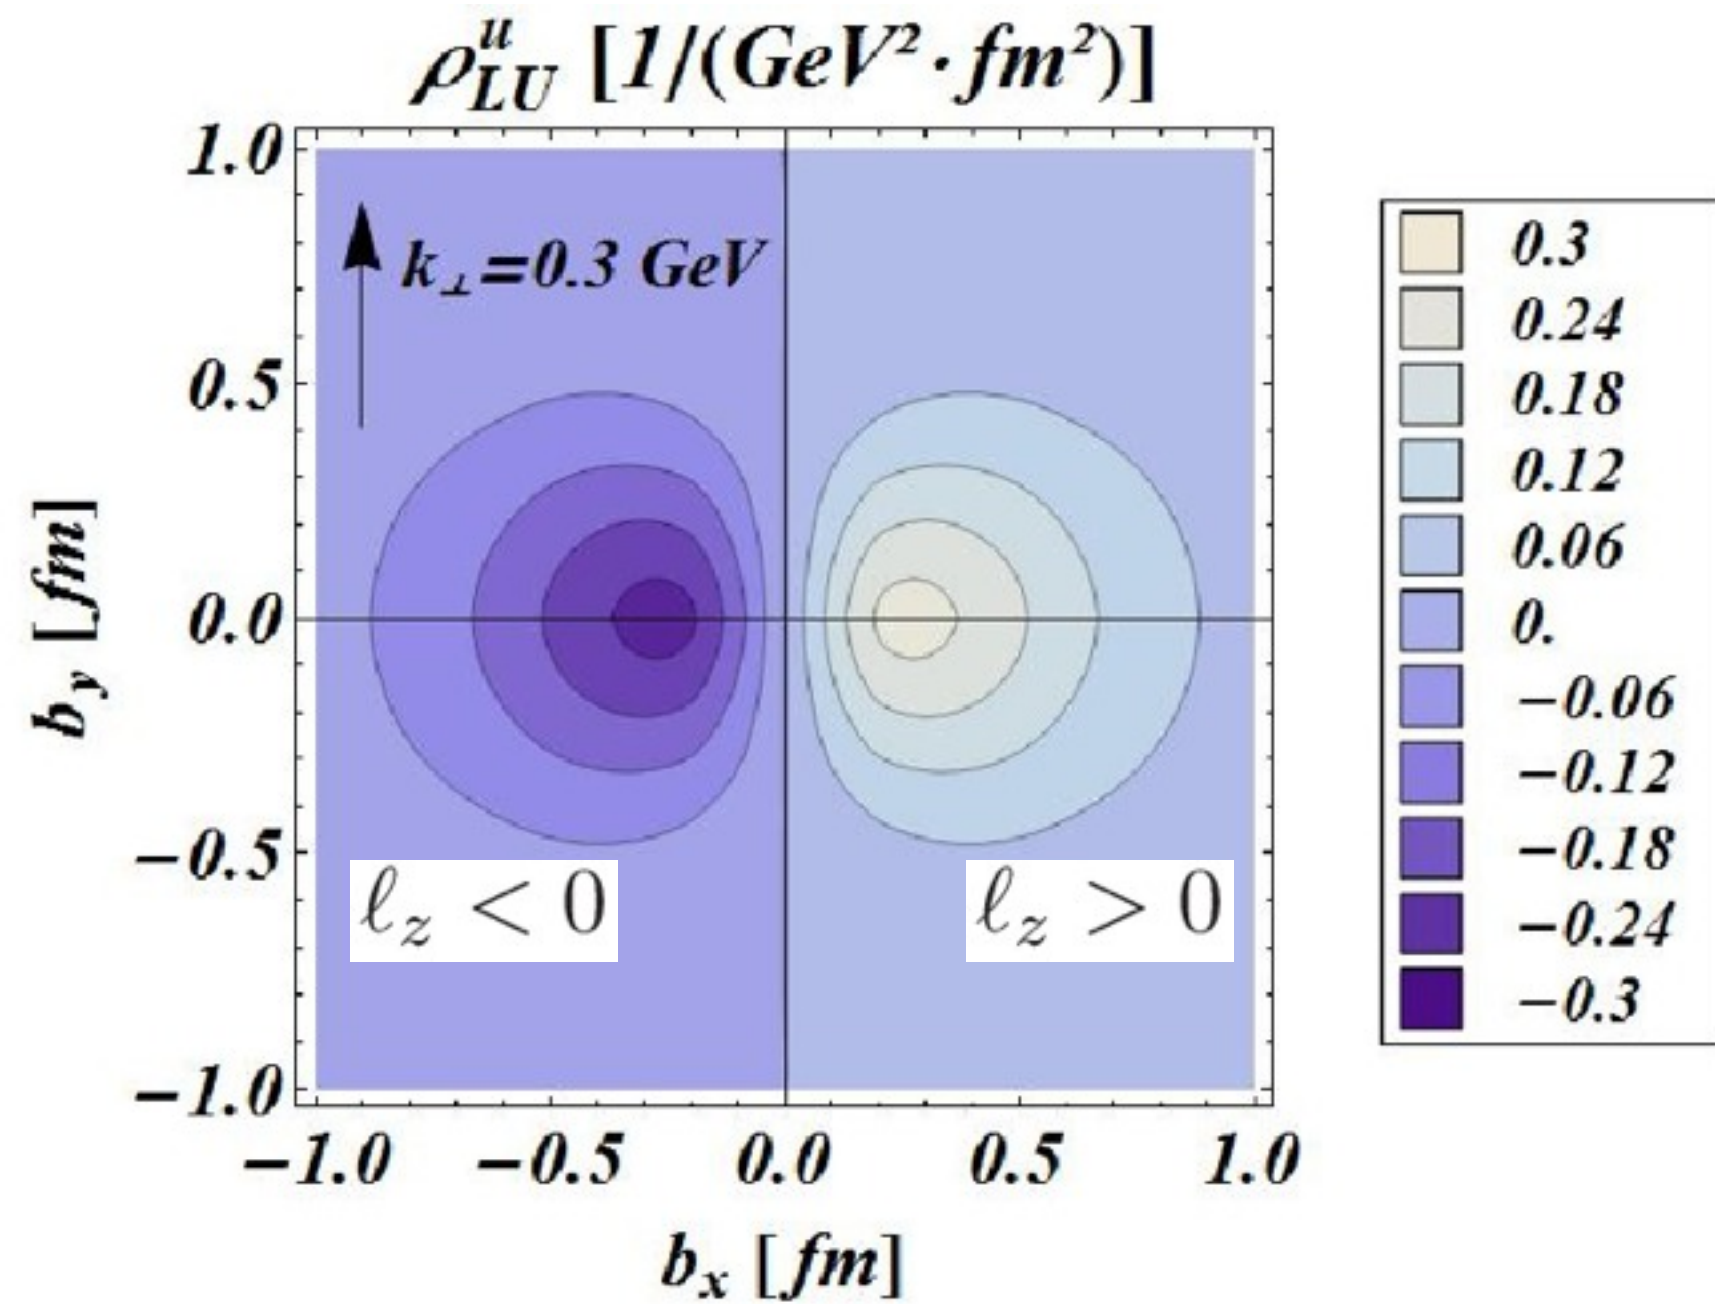 ρᵘ_LU [1/(GeV²·fm²)]
1.0
k⊥=0.3 GeV
0.5
0.0
−0.5
−1.0
b_y [fm]
ℓ_z < 0
ℓ_z > 0
−1.0 −0.5 0.0 0.5 1.0
b_x [fm]
0.3
0.24
0.18
0.12
0.06
0.
−0.06
−0.12
−0.18
−0.24
−0.3